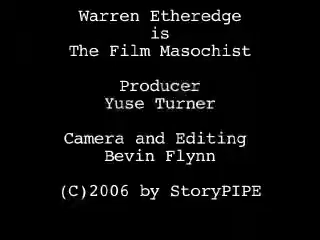 Warren Etheredge
is
The Film Masochist
Producer
Yuse Turner
Camera and Editing
Bevin Flynn
(C)2006 by StoryPIPE